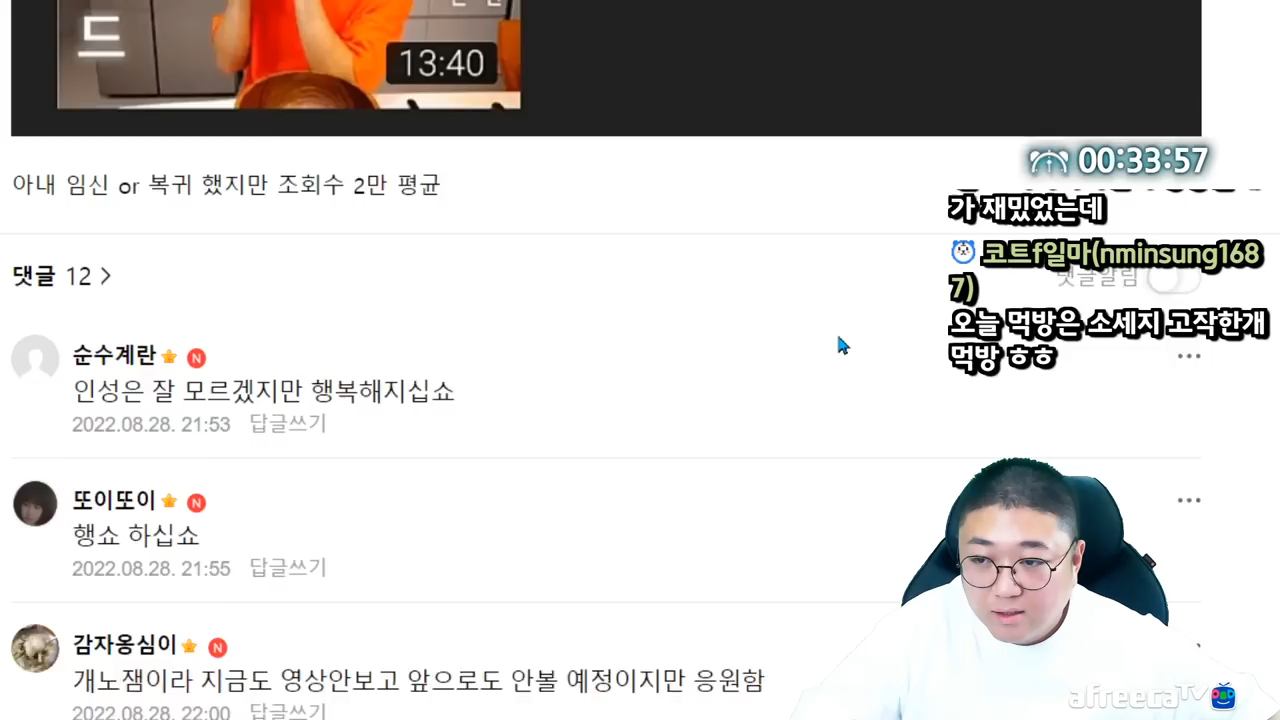 드
13:40
00:33:57
아내 임신 or 복귀 했지만 조회수 2만 평균
가 재밌었는데
댓글 12 >
코트f일마(nminsung168
7)
댓글알림
오늘 먹방은 소세지 고작한개
먹방 ㅎㅎ
순수계란 N
인성은 잘 모르겠지만 행복해지십쇼
2022.08.28. 21:53 답글쓰기
또이또이 N
행쇼 하십쇼
2022.08.28. 21:55 답글쓰기
감자옹심이 N
개노잼이라 지금도 영상안보고 앞으로도 안볼 예정이지만 응원함
2022.08.28. 22:00 답글쓰기
afreecaTV